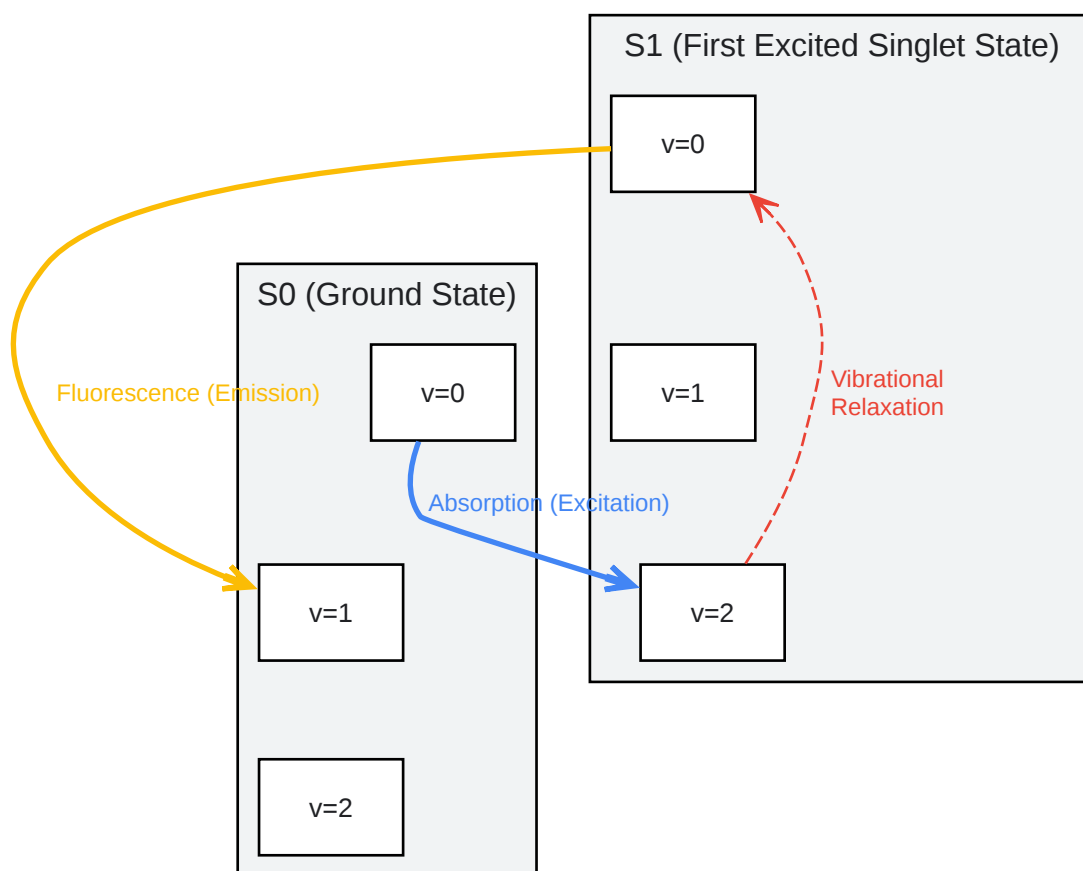 S1 (First Excited Singlet State)
v=0
S0 (Ground State)
Fluorescence (Emission)
v=0
v=1
Vibrational
Relaxation
Absorption (Excitation)
v=1
v=2
v=2